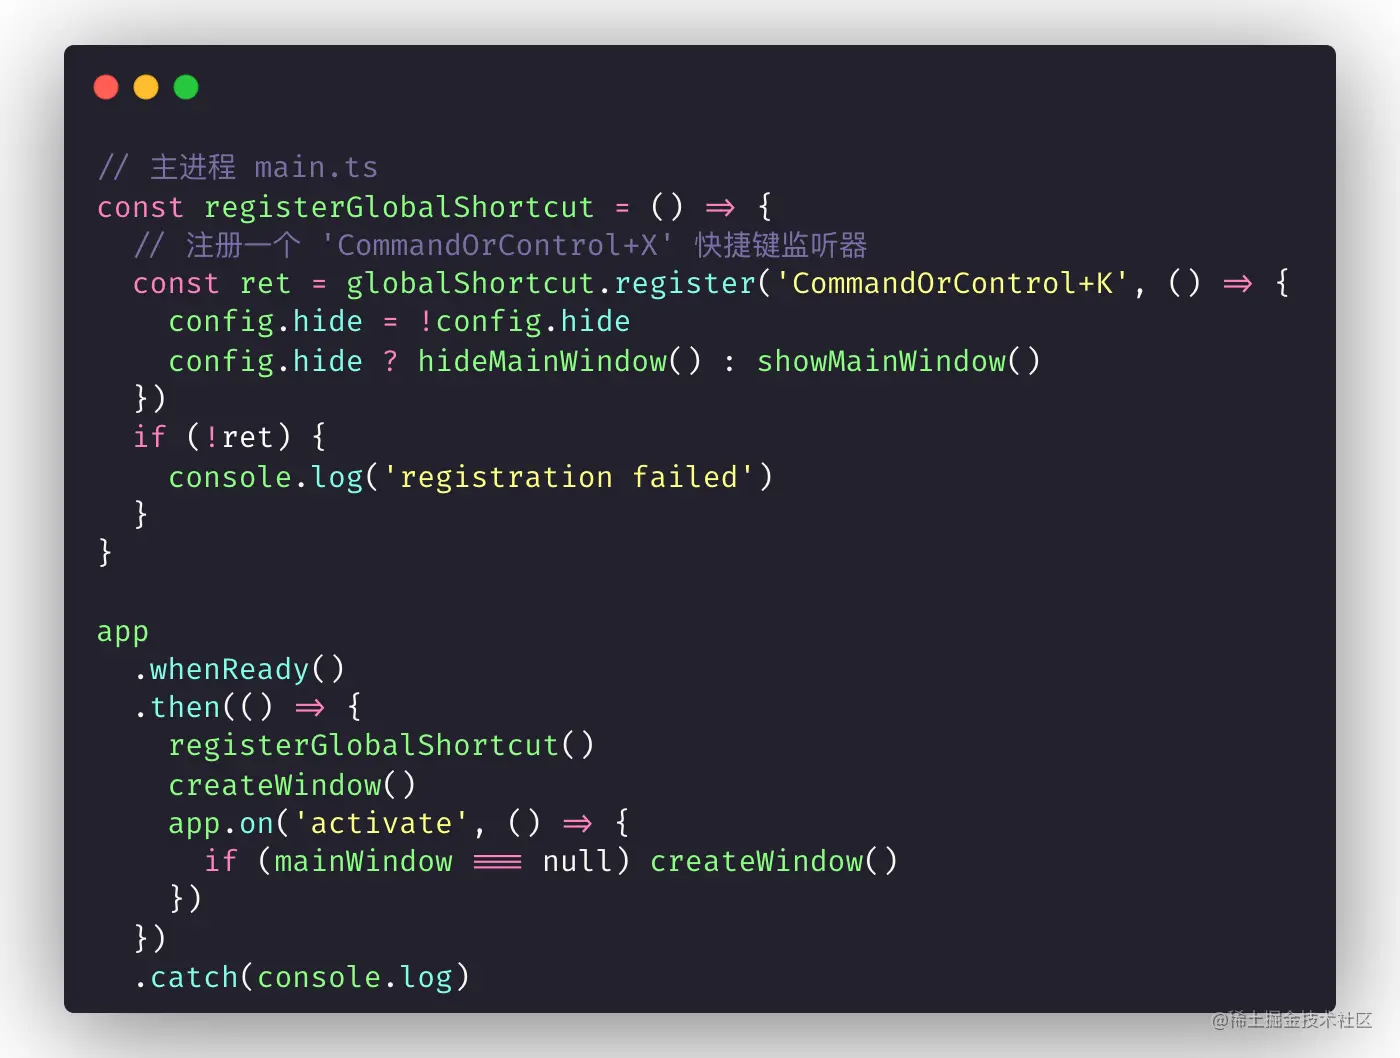 // 主进程 main.ts
const registerGlobalShortcut = () => {
  // 注册一个 'CommandOrControl+X' 快捷键监听器
  const ret = globalShortcut.register('CommandOrControl+K', () => {
    config.hide = !config.hide
    config.hide ? hideMainWindow() : showMainWindow()
  })
  if (!ret) {
    console.log('registration failed')
  }
}

app
  .whenReady()
  .then(() => {
    registerGlobalShortcut()
    createWindow()
    app.on('activate', () => {
      if (mainWindow === null) createWindow()
    })
  })
  .catch(console.log)
@稀土掘金技术社区